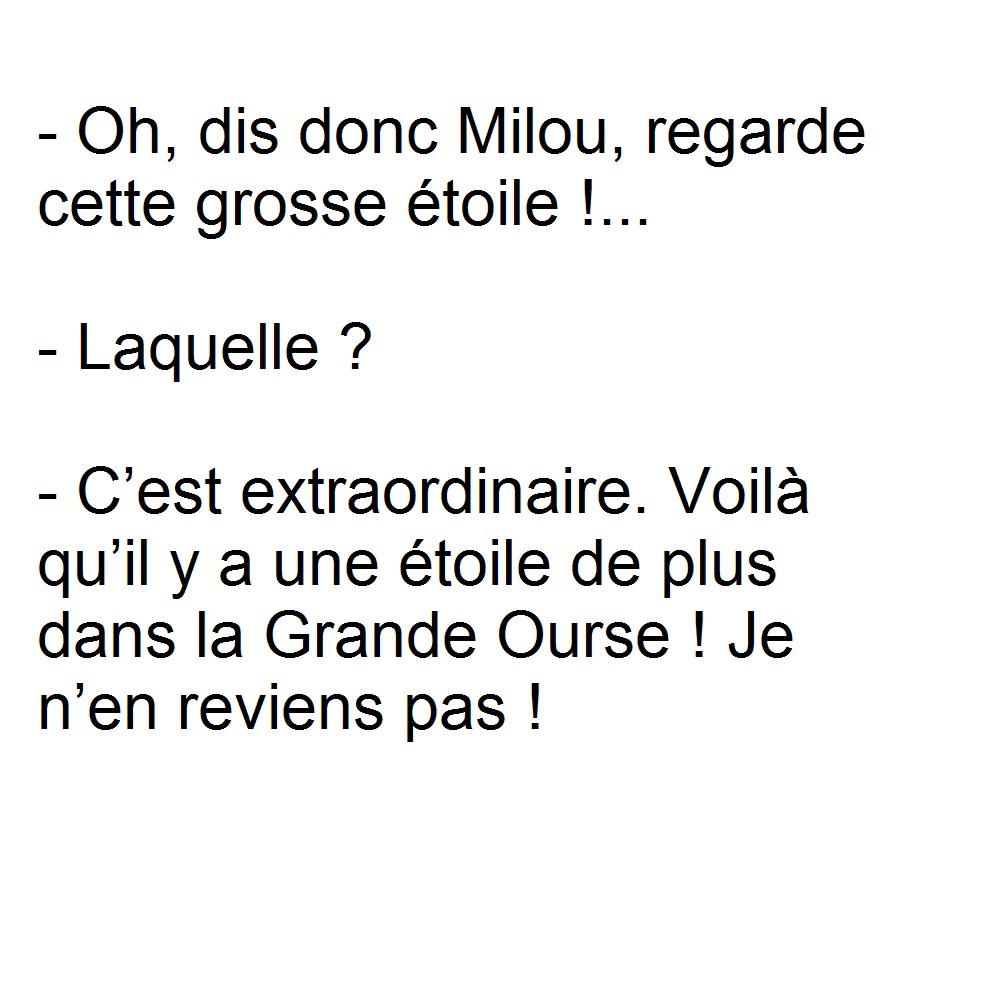 - Oh, dis donc Milou, regarde
cette grosse étoile !...
- Laquelle ?
- C’est extraordinaire. Voilà
qu’il y a une étoile de plus
dans la Grande Ourse ! Je
n’en reviens pas !